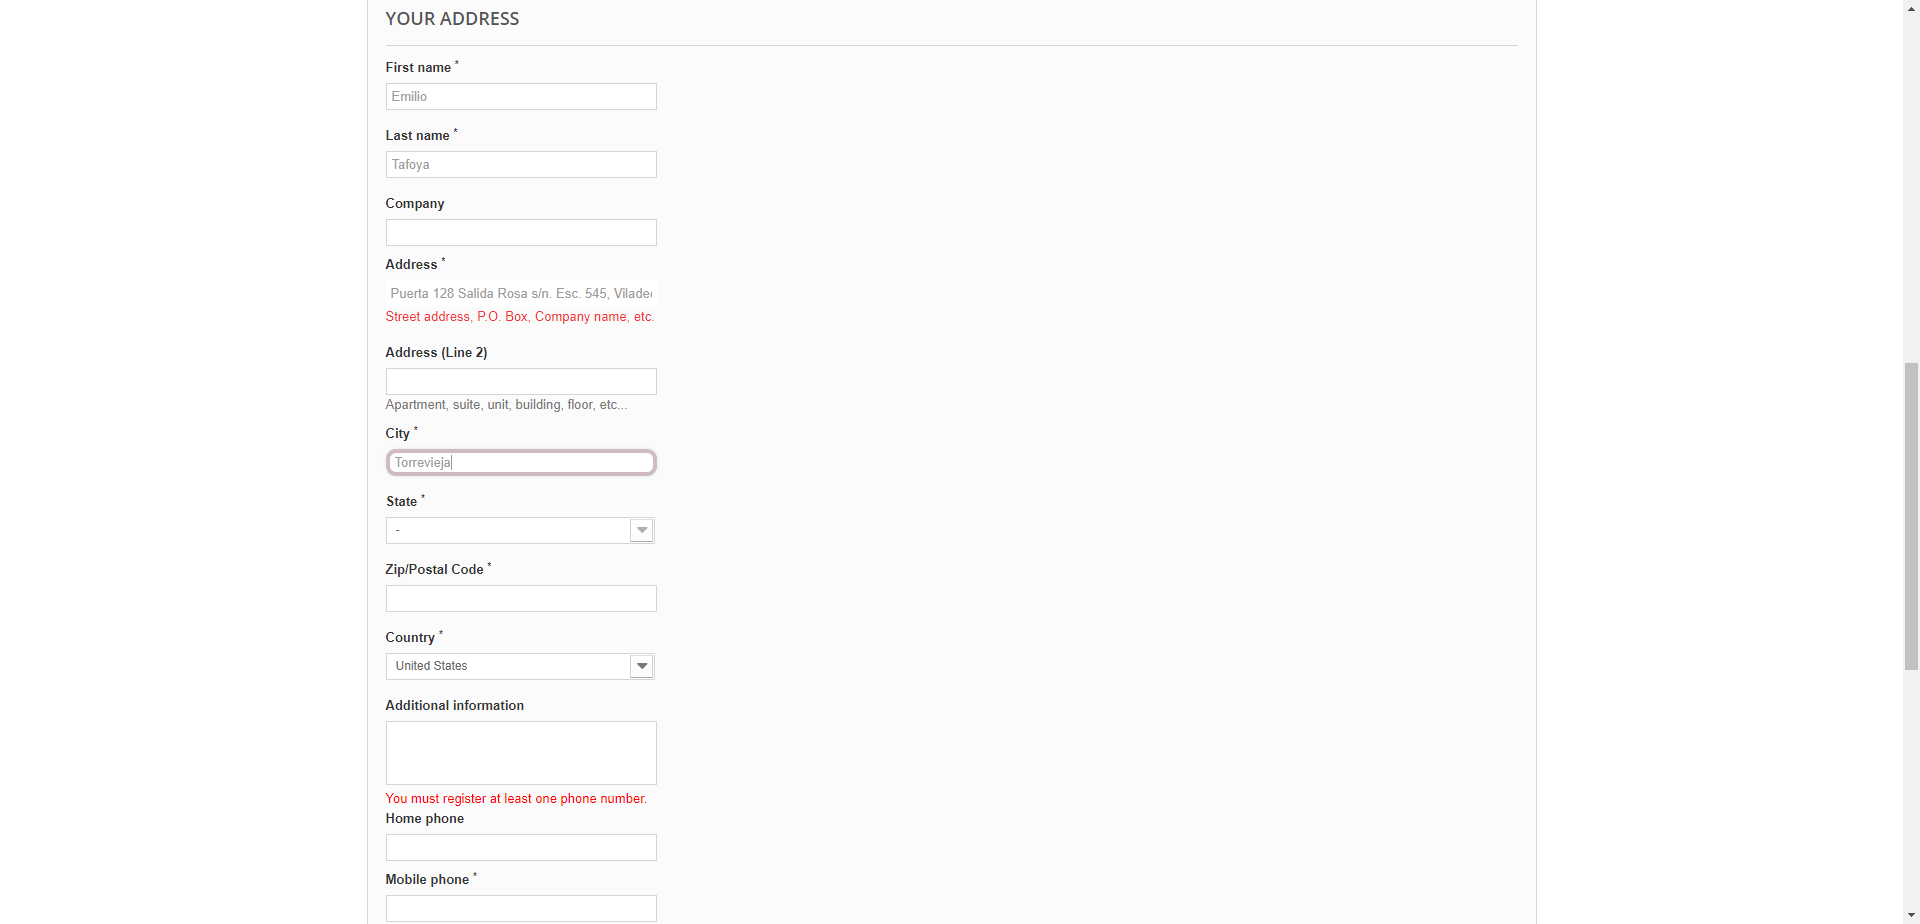 YOUR ADDRESS
First name *
Emilio
Last name *
Tafoya
Company
Address *
Puerta 128 Salida Rosa s/n. Esc. 545, Vilade
Street address, P.O. Box, Company name, etc.
Address (Line 2)
Apartment, suite, unit, building, floor, etc...
City *
Torrevieja
State *
-
Zip/Postal Code *
Country *
United States
Additional information
You must register at least one phone number.
Home phone
Mobile phone *